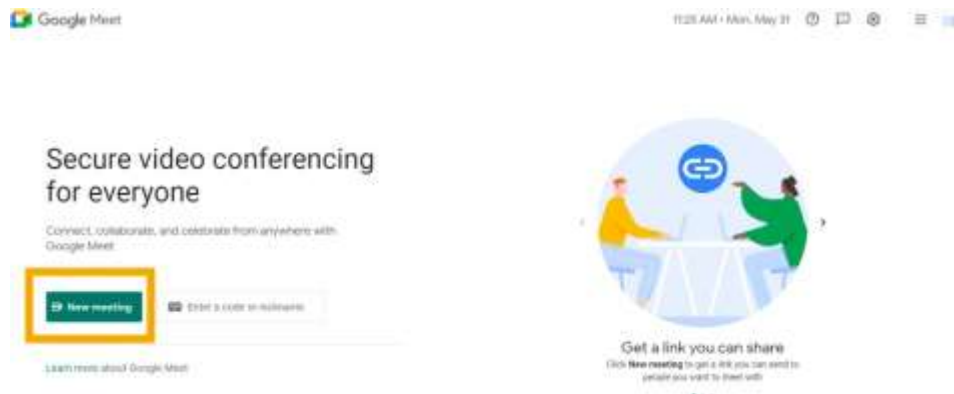 Google Meet
AM • Mon, May 31
Secure video conferencing
for everyone
Connect, collaborate, and celebrate from anywhere with
Google Meet
New meeting
Enter a code or nickname
Learn more about Google Meet
Get a link you can share
Click New meeting to get a link you can send to
people you want to meet with